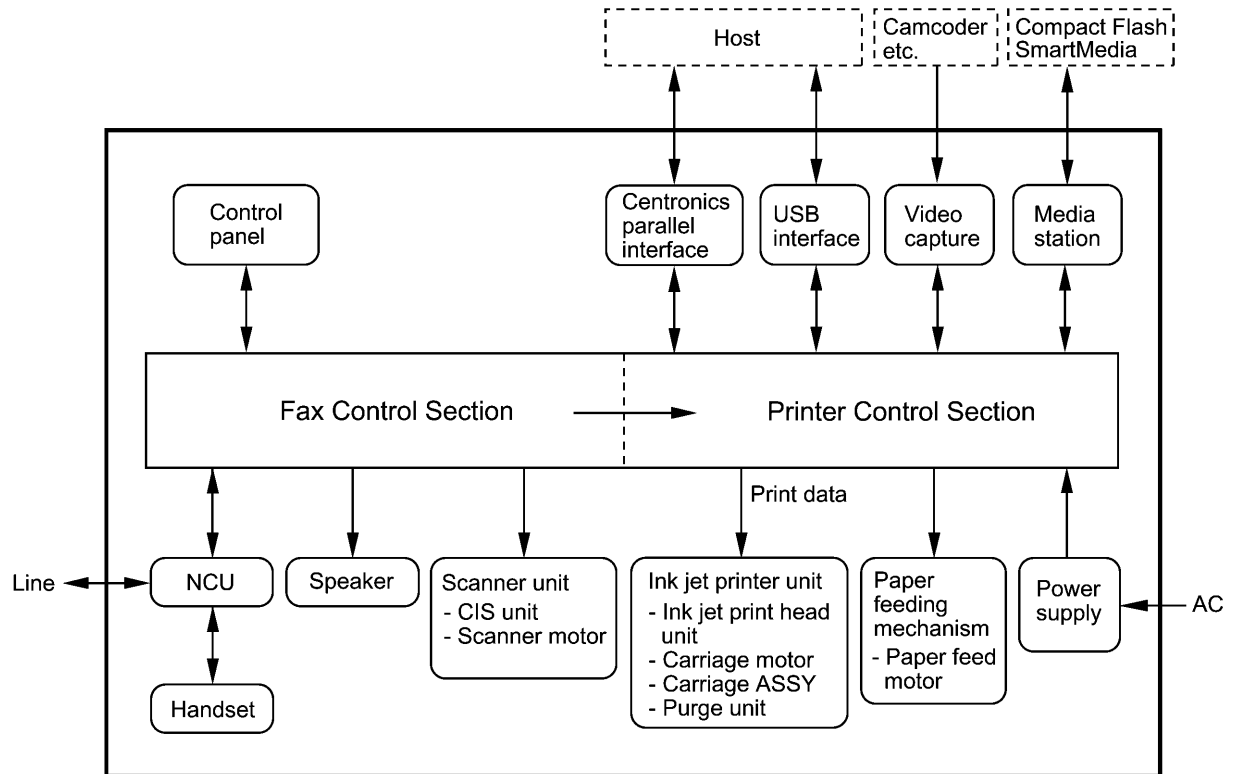 Host
Camcoder
etc.
Compact Flash
SmartMedia
Control
panel
Centronics
parallel
interface
USB
interface
Video
capture
Media
station
Fax Control Section
Printer Control Section
Print data
Line
NCU
Speaker
Scanner unit
- CIS unit
- Scanner motor
Ink jet printer unit
- Ink jet print head
unit
- Carriage motor
- Carriage ASSY
- Purge unit
Paper
feeding
mechanism
- Paper feed
motor
Power
supply
AC
Handset